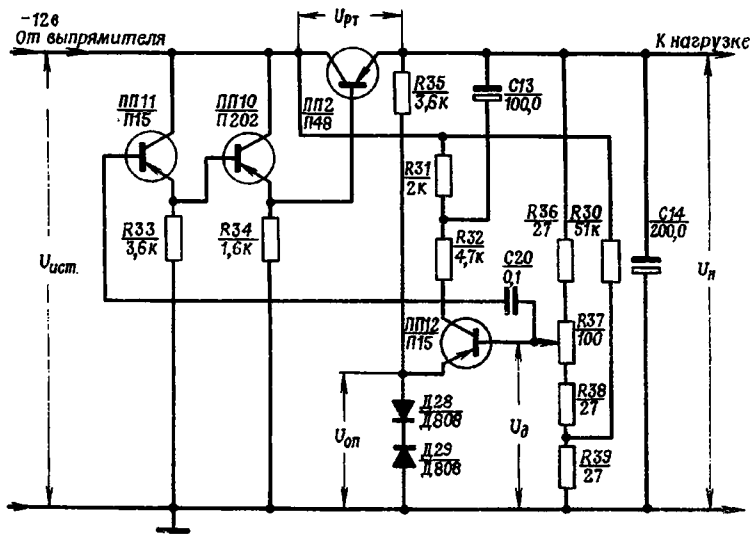 -12в
От выпрямителя
Uрт
К нагрузке
ПП11
П15
ПП10
П202
ПП2
П48
R35
3,6к
C13
100,0
R31
2к
R33
3,6к
R34
1,6к
R32
4,7к
R36
27
R30
51к
C14
200,0
Uист.
C20
0,1
Uн
ПП12
П15
R37
100
Д28
Д808
R38
27
Uоп
Uд
Д29
Д808
R39
27